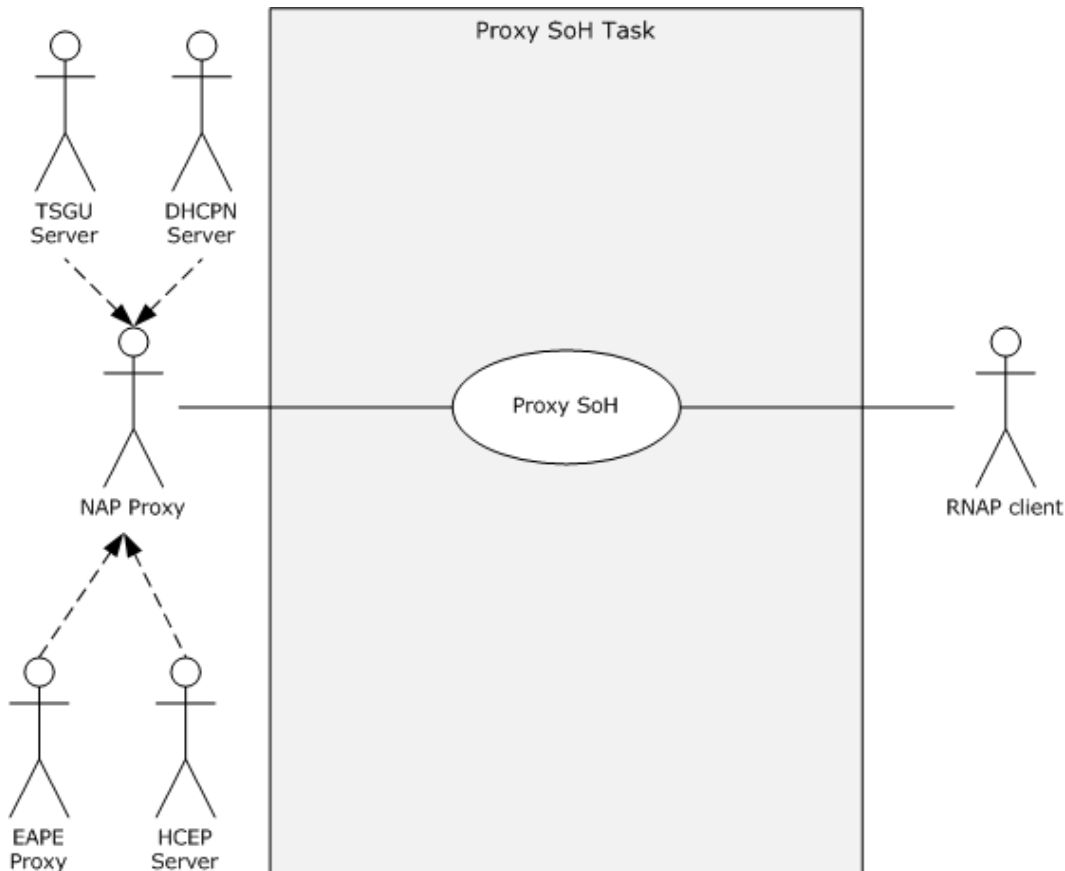 Proxy SoH Task
TSGU
Server
DHCPN
Server
Proxy SoH
NAP Proxy
RNAP client
EAPE
Proxy
HCEP
Server